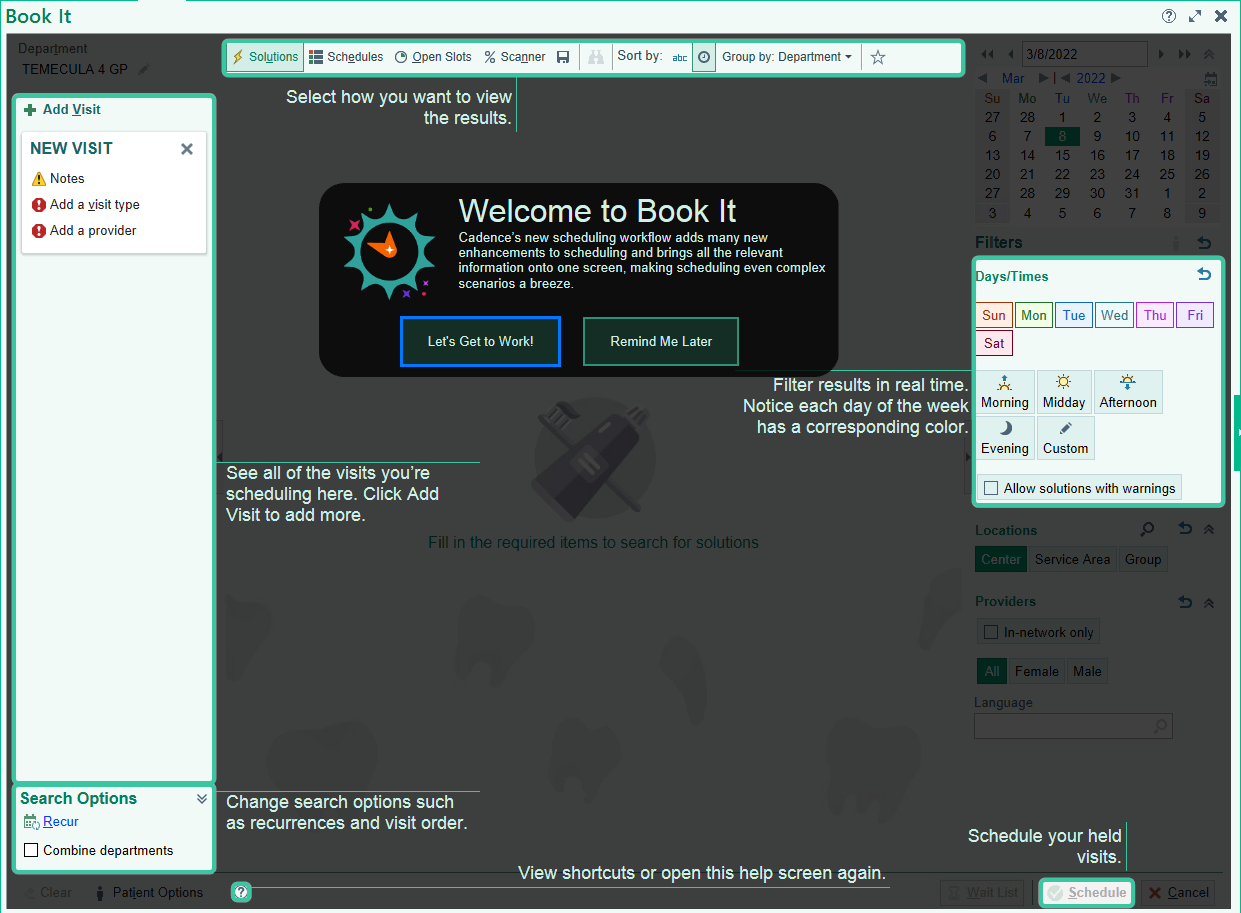 Book It
Department
TEMECULA 4 GP
Solutions Schedules Open Slots % Scanner Sort by: abc Group by: Department
3/8/2022
Mar 2022
Su Mo Tu We Th Fr Sa
27 28 1 2 3 4 5
6 7 8 9 10 11 12
13 14 15 16 17 18 19
20 21 22 23 24 25 26
27 28 29 30 31 1 2
3 4 5 6 7 8 9
Add Visit
NEW VISIT
Notes
Add a visit type
Add a provider
Select how you want to view
the results.
Welcome to Book It
Cadence's new scheduling workflow adds many new
enhancements to scheduling and brings all the relevant
information onto one screen, making scheduling even complex
scenarios a breeze.
Let's Get to Work! Remind Me Later
Filters
Days/Times
Sun Mon Tue Wed Thu Fri
Sat
Morning Midday Afternoon
Evening Custom
Allow solutions with warnings
Filter results in real time.
Notice each day of the week
has a corresponding color.
See all of the visits you're
scheduling here. Click Add
Visit to add more.
Fill in the required items to search for solutions
Locations
Center Service Area Group
Providers
In-network only
All Female Male
Language
Search Options
Recur
Combine departments
Change search options such
as recurrences and visit order.
Schedule your held
visits.
View shortcuts or open this help screen again.
Clear Patient Options ? Wait List Schedule Cancel